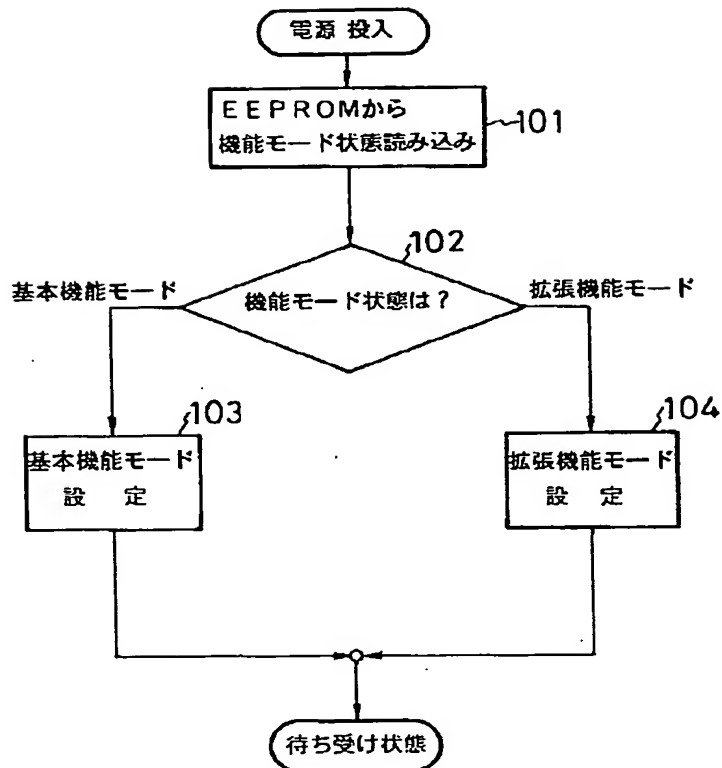 電源 投入
EEPROMから
機能モード状態読み込み
101
102
基本機能モード
機能モード状態は?
拡張機能モード
103
104
基本機能モード
設 定
拡張機能モード
設 定
待ち受け状態